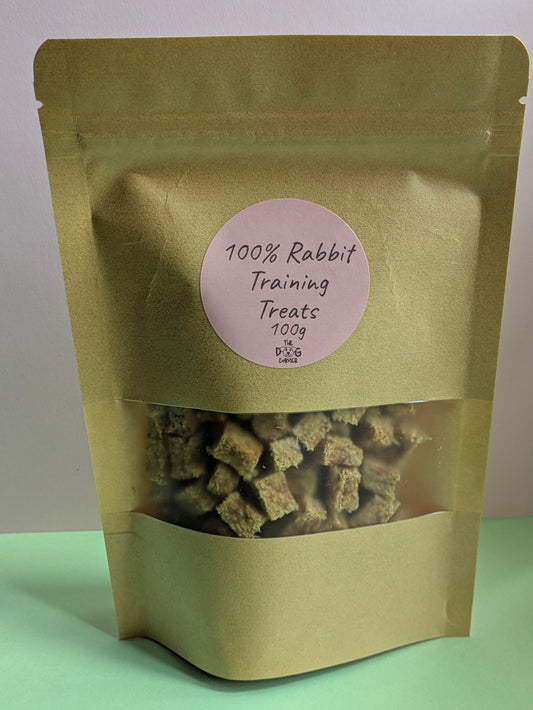 100% Rabbit
Training
Treats
100g
THE
DOG